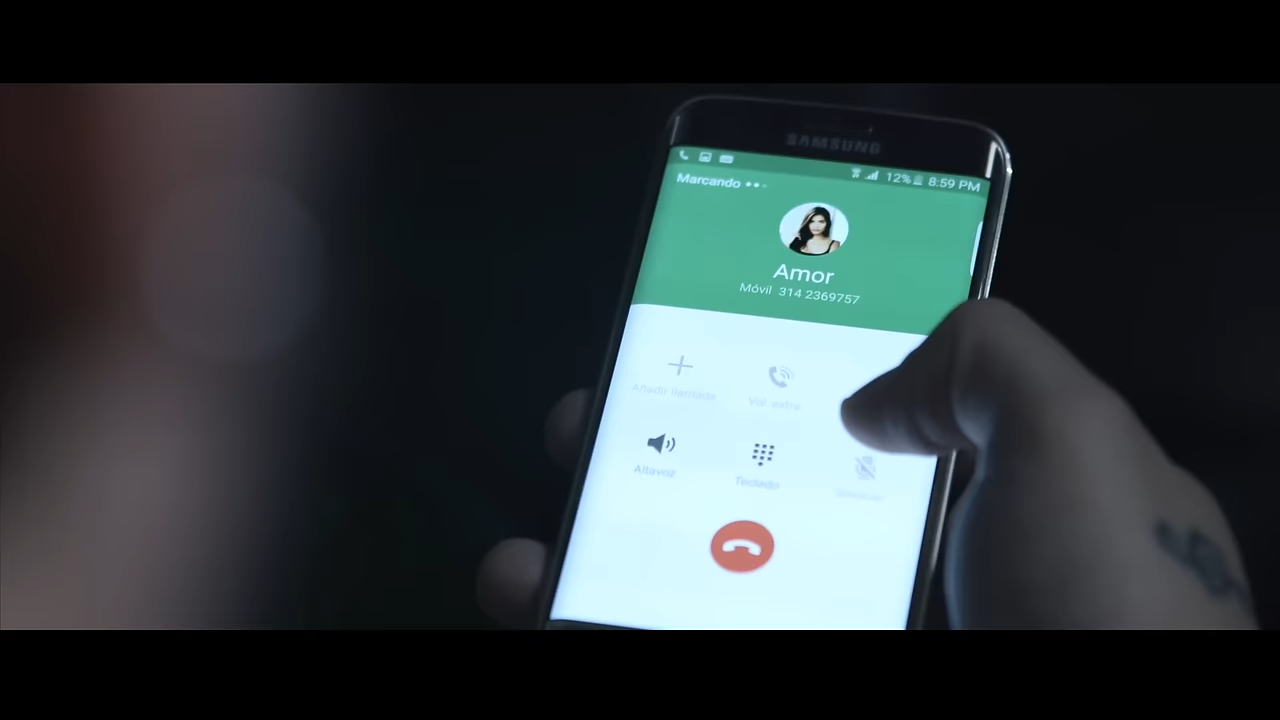 SAMSUNG
12% 8:59 PM
Marcando
Amor
Móvil 314 2369757
Añadir llamada
Vol. extra
Altavoz
Teclado